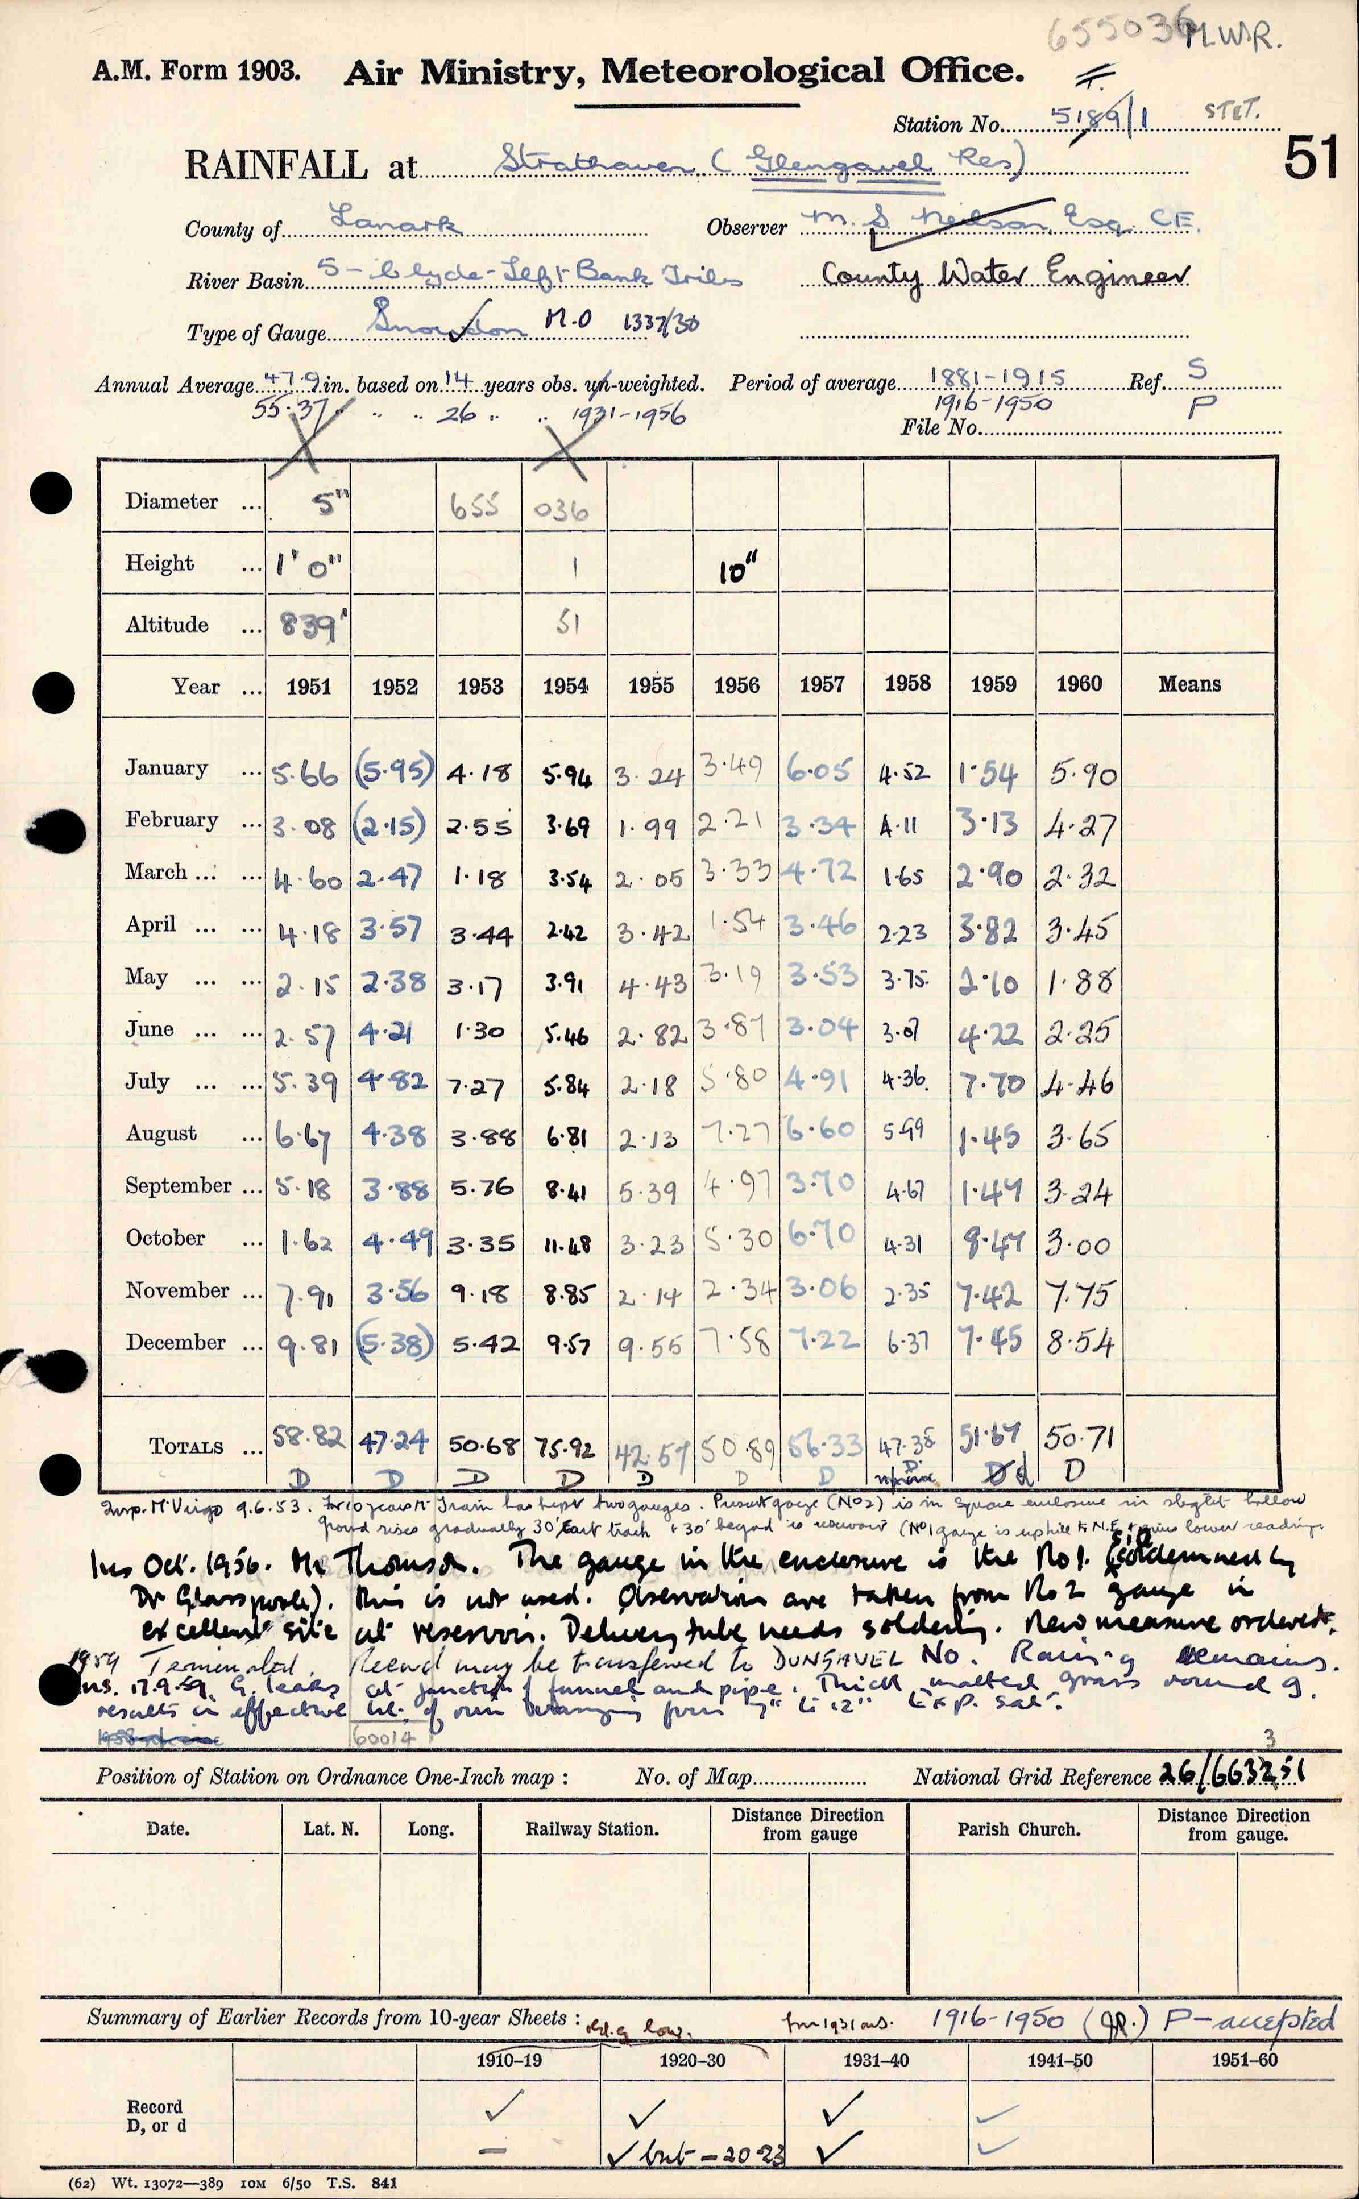 655036 M.W.R.
A.M. Form 1903. Air Ministry, Meteorological Office.
Station No. 5189/1 STET.
RAINFALL at Strathaven (Glengavel Res) 51
County of Lanark Observer M. S. Neilson Esq. C.E.
River Basin 5 - Clyde - Left Bank Tribs County Water Engineer
Type of Gauge Snowdon M.O 1337/30
Annual Average 47.9 in. based on 14 years obs. un-weighted. Period of average 1881-1915 Ref. S
55.37 " " " 26 " " 1931-1956 1916-1950 P
File No.
Diameter ... 5" 655 036
Height ... 1' 0" 1 10"
Altitude ... 839' 51
Year ... 1951 1952 1953 1954 1955 1956 1957 1958 1959 1960 Means
January ... 5.66 (5.95) 4.18 5.94 3.24 3.49 6.05 4.52 1.54 5.90
February ... 3.08 (2.15) 2.55 3.69 1.99 2.21 3.34 4.11 3.13 4.27
March ... ... 4.60 2.47 1.18 3.54 2.05 3.33 4.72 1.65 2.90 2.32
April ... ... 4.18 3.57 3.44 2.42 3.42 1.54 3.46 2.23 3.82 3.45
May ... ... 2.15 2.38 3.17 3.91 4.43 3.19 3.53 3.75 2.10 1.88
June ... ... 2.57 4.21 1.30 5.46 2.82 3.87 3.04 3.07 4.22 2.25
July ... ... 5.39 4.82 7.27 5.84 2.18 5.80 4.91 4.36 7.70 4.46
August ... 6.67 4.38 3.88 6.81 2.13 7.27 6.60 5.99 1.45 3.65
September ... 5.18 3.88 5.76 8.41 5.39 4.97 3.70 4.67 1.47 3.24
October ... 1.62 4.49 3.35 11.48 3.23 5.30 6.70 4.31 8.47 3.00
November ... 7.91 3.56 9.18 8.85 2.14 2.34 3.06 2.35 7.42 7.75
December ... 9.81 (5.38) 5.42 9.57 9.55 7.58 7.22 6.37 7.45 8.54
TOTALS ... 58.82 47.24 50.68 75.92 42.57 50.89 56.33 47.38 51.67 50.71
D D D D D D D D D d D
Insp. McVirgo 9.6.53. For 10 years Mr Train has kept two gauges. Present gauge (No 2) is in square enclosure in slight hollow
ground rises gradually 30' East track + 30' beyond is reservoir (No 1 gauge is uphill to N.E. + gives lower reading.
Ins Oct. 1956. Mr Thomson. The gauge in the enclosure is the No 1. (condemned by
Dr Glasspoole). This is not used. Observation are taken from No 2 gauge in
excellent site at reservoir. Delivery tube needs soldering. New measure ordered.
1959 Terminated. Record may be transferred to DUNGAVEL No. Rain-g remains.
Ins. 17.9.59. G. leaks at junction of funnel and pipe. Thick matted grass round g.
results in effective ht. of rim varying from 7" to 12" Exp. sat.
60014
Position of Station on Ordnance One-Inch map : No. of Map National Grid Reference 26/663251
3
Date. Lat. N. Long. Railway Station. Distance from gauge Direction Parish Church. Distance from gauge. Direction
Summary of Earlier Records from 10-year Sheets : rdg low. from 1931 ons. 1916-1950 (JR.) P-accepted
1910–19 1920–30 1931–40 1941–50 1951–60
Record ✓ ✓ ✓ ✓
D, or d – ✓ but - 20-23 ✓ ✓
(62) Wt. 13072—389 10M 6/50 T.S. 841